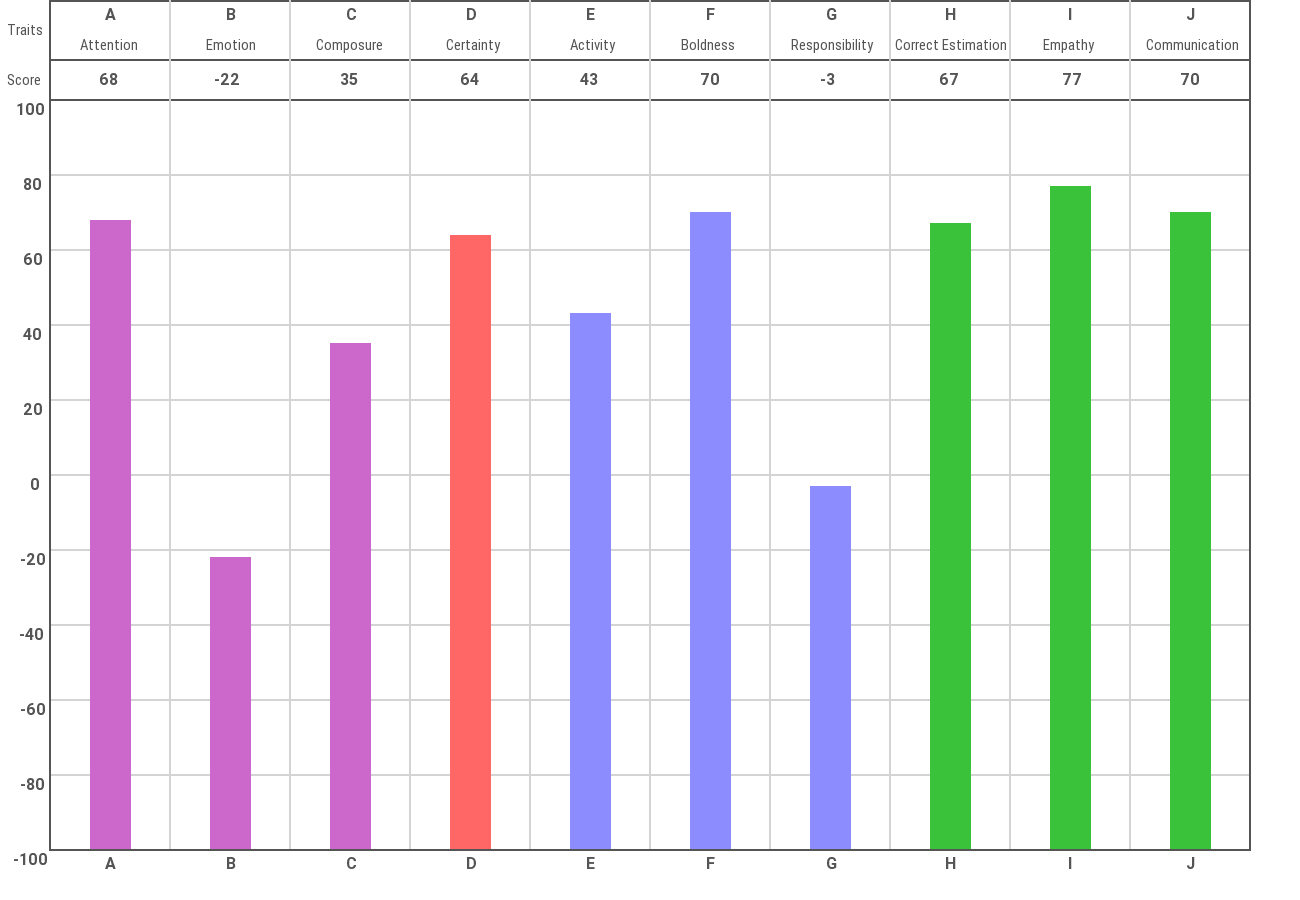 Traits A B C D E F G H I J
Attention Emotion Composure Certainty Activity Boldness Responsibility Correct Estimation Empathy Communication
Score 68 -22 35 64 43 70 -3 67 77 70
100
80
60
40
20
0
-20
-40
-60
-80
-100
A B C D E F G H I J